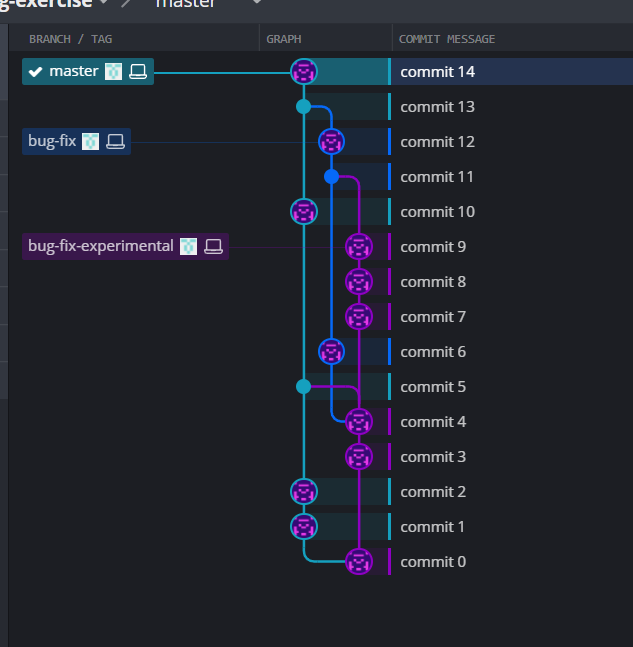 g-exercise master
BRANCH / TAG GRAPH COMMIT MESSAGE
master commit 14
commit 13
bug-fix commit 12
commit 11
commit 10
bug-fix-experimental commit 9
commit 8
commit 7
commit 6
commit 5
commit 4
commit 3
commit 2
commit 1
commit 0